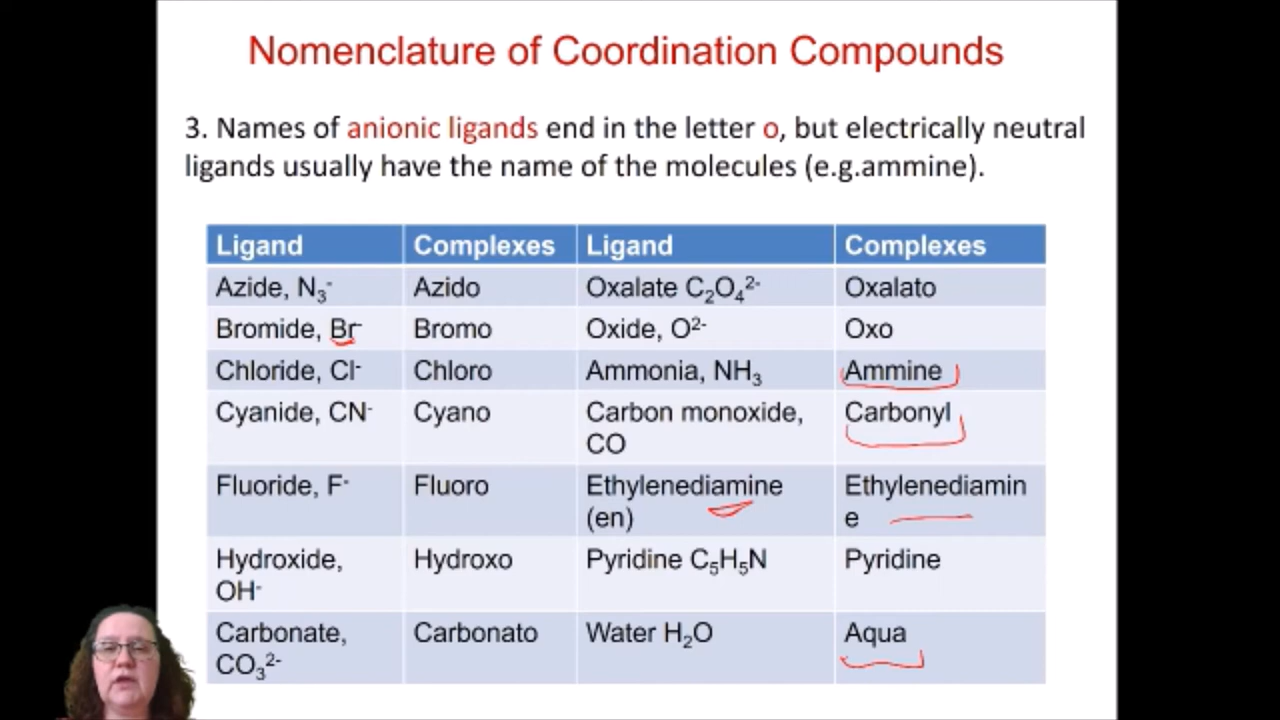 Nomenclature of Coordination Compounds
3. Names of anionic ligands end in the letter o, but electrically neutral
ligands usually have the name of the molecules (e.g.ammine).
Ligand Complexes Ligand Complexes
Azide, N₃⁻ Azido Oxalate C₂O₄²⁻ Oxalato
Bromide, Br⁻ Bromo Oxide, O²⁻ Oxo
Chloride, Cl⁻ Chloro Ammonia, NH₃ Ammine
Cyanide, CN⁻ Cyano Carbon monoxide, Carbonyl
CO
Fluoride, F⁻ Fluoro Ethylenediamine Ethylenediamin
(en) e
Hydroxide, Hydroxo Pyridine C₅H₅N Pyridine
OH⁻
Carbonate, Carbonato Water H₂O Aqua
CO₃²⁻